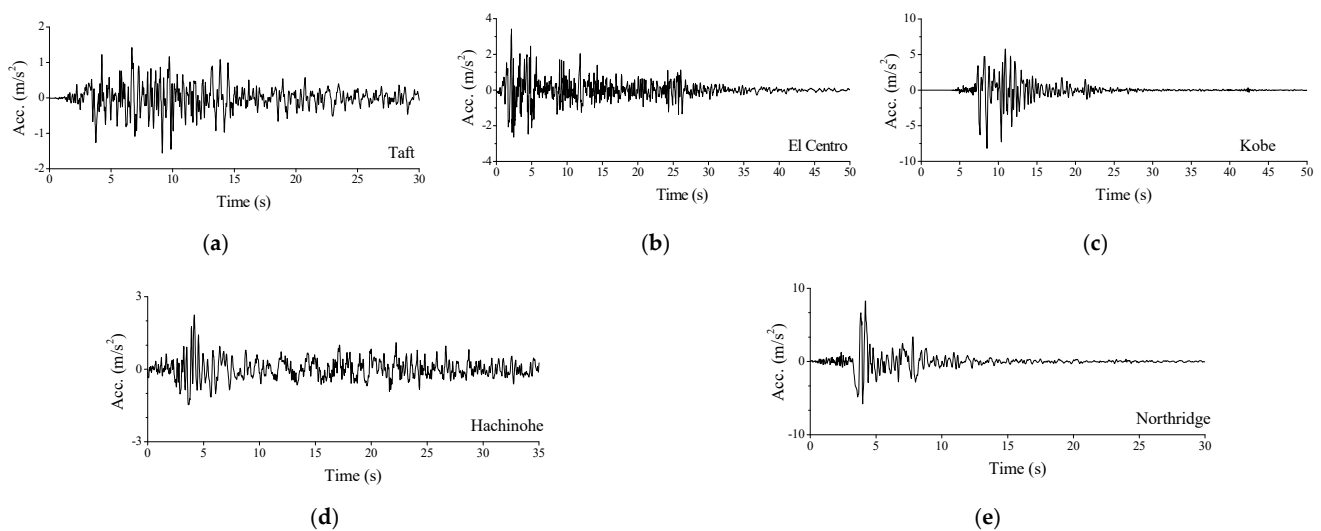 2
1
0
-1
-2
Acc. (m/s²)
0 5 10 15 20 25 30
Time (s)
Taft
(a)
4
2
0
-2
-4
Acc. (m/s²)
0 5 10 15 20 25 30 35 40 45 50
Time (s)
El Centro
(b)
10
5
0
-5
-10
Acc. (m/s²)
0 5 10 15 20 25 30 35 40 45 50
Time (s)
Kobe
(c)
3
0
-3
Acc. (m/s²)
0 5 10 15 20 25 30 35
Time (s)
Hachinohe
(d)
10
0
-10
Acc. (m/s²)
0 5 10 15 20 25 30
Time (s)
Northridge
(e)